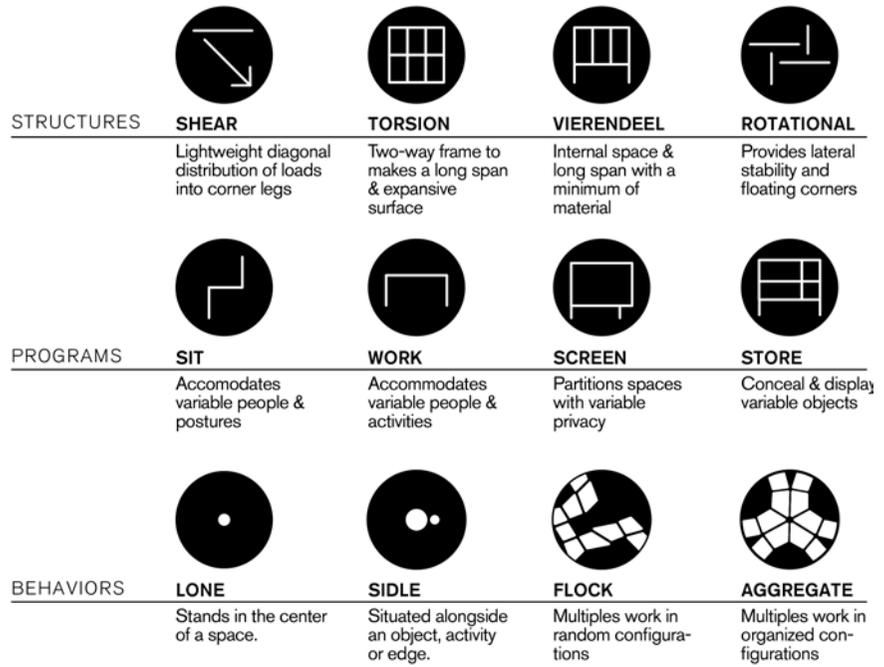 STRUCTURES SHEAR TORSION VIERENDEEL ROTATIONAL
Lightweight diagonal
distribution of loads
into corner legs
Two-way frame to
makes a long span
& expansive
surface
Internal space &
long span with a
minimum of
material
Provides lateral
stability and
floating corners
PROGRAMS SIT WORK SCREEN STORE
Accomodates
variable people &
postures
Accommodates
variable people &
activities
Partitions spaces
with variable
privacy
Conceal & display
variable objects
BEHAVIORS LONE SIDLE FLOCK AGGREGATE
Stands in the center
of a space.
Situated alongside
an object, activity
or edge.
Multiples work in
random configura-
tions
Multiples work in
organized con-
figurations